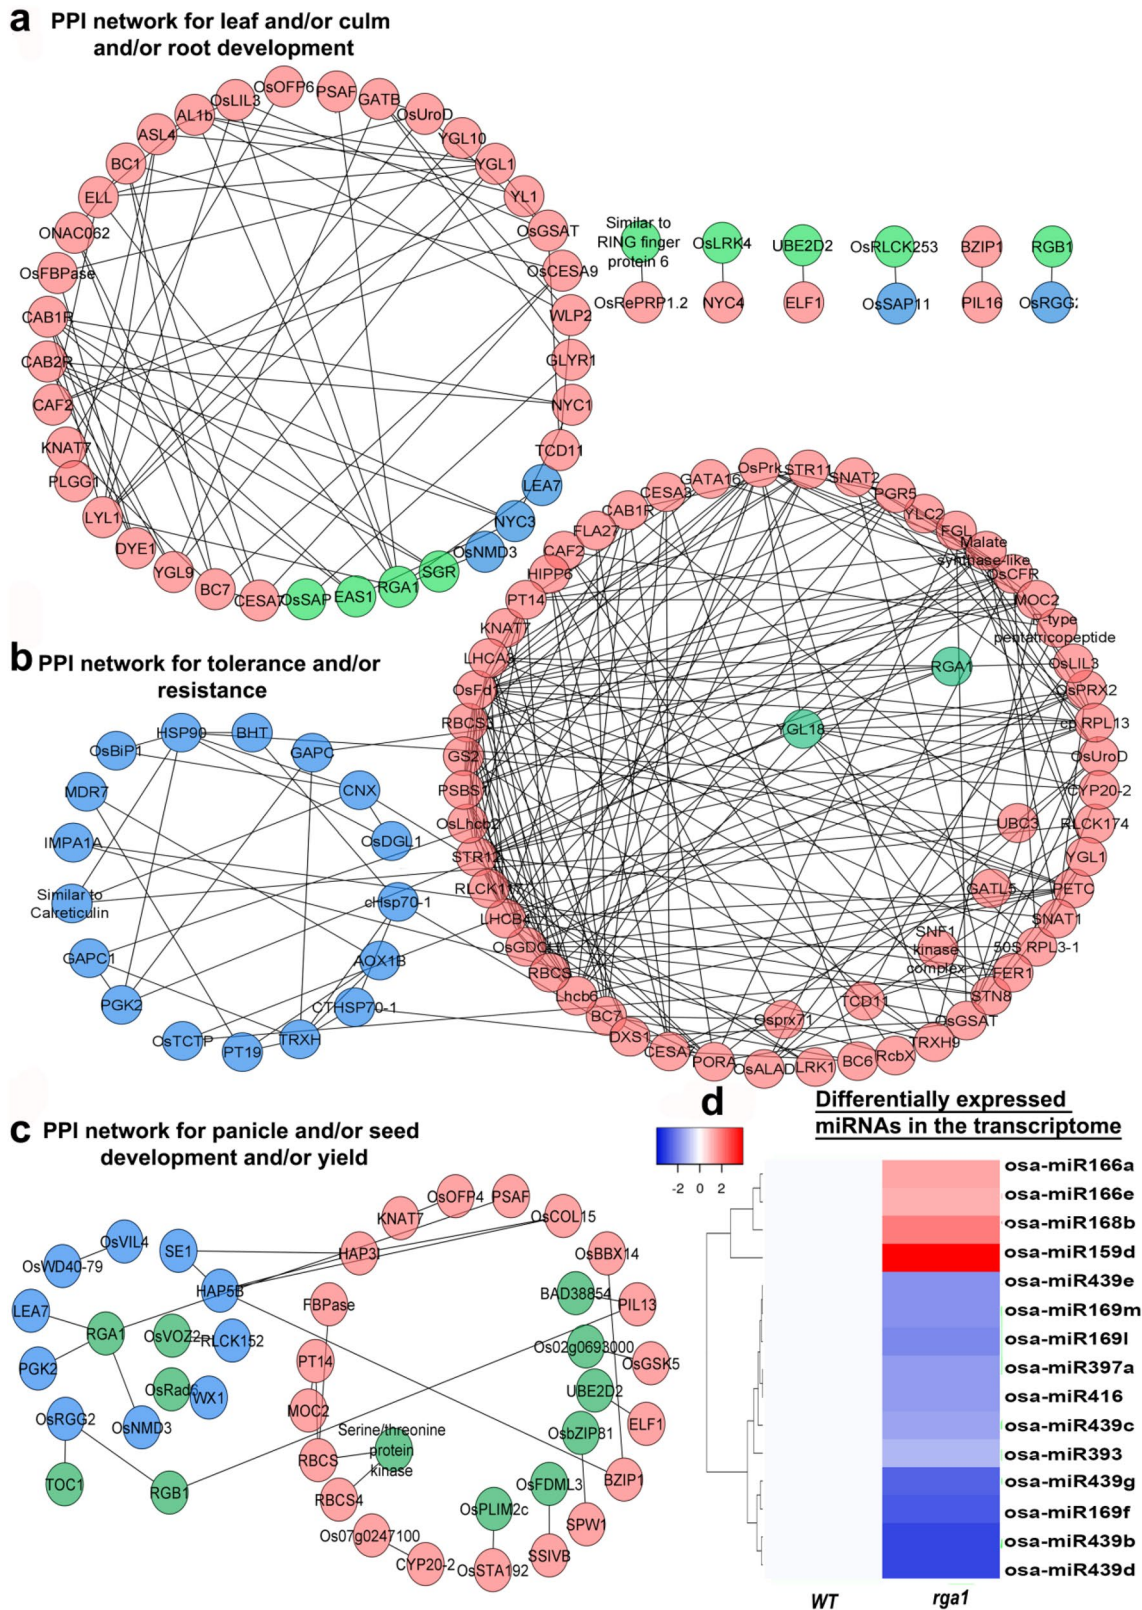 a PPI network for leaf and/or culm
and/or root development
OsOFP6
PSAF
GATB
OsLIL3
OsUroD
AL1b
YGL10
ASL4
YGL1
BC1
YL1
ELL
OsGSAT
ONAC062
OsCESA9
OsFBPase
WLP2
CAB1R
GLYR1
CAB2R
NYC1
CAF2
TCD11
KNAT7
LEA7
PLGG1
NYC3
LYL1
OsNMD3
DYE1
SGR
YGL9
RGA1
BC7
EAS1
CESA7
OsSAP
Similar to
RING finger
protein 6
OsLRK4
UBE2D2
OsRLCK253
BZIP1
RGB1
OsRePRP1.2
NYC4
ELF1
OsSAP11
PIL16
OsRGG2
b PPI network for tolerance and/or
resistance
HSP90
BHT
OsBiP1
GAPC
MDR7
CNX
IMPA1A
OsDGL1
Similar to
Calreticulin
cHsp70-1
GAPC1
AOX1B
PGK2
CTHSP70-1
OsTCTP
PT19
TRXH
OsPrk
STR11
GATA16
SNAT2
CESA3
PGR5
CAB1R
YLC2
FLA27
FGL
CAF2
Malate
synthase-like
HIPP6
OsCFR
PT14
MOC2
KNAT7
P-type
pentatricopeptide
LHCA3
RGA1
OsLIL3
OsFd1
OsPRX2
RBCS3
YGL18
cp RPL13
GS2
OsUroD
PSBS1
CYP20-2
OsLhcb2
UBC3
RLCK174
STR12
YGL1
RLCK117
GATL5
PETC
LHCB4
SNAT1
OsGDCH
SNF1
kinase
complex
50S RPL3-1
RBCS
FER1
Lhcb6
TCD11
STN8
BC7
Osprx71
OsGSAT
DXS1
TRXH9
CESA7
RcbX
PORA
OsALAD
LRK1
BC6
c PPI network for panicle and/or seed
development and/or yield
OsOFP4
PSAF
KNAT7
OsCOL15
OsVIL4
SE1
HAP3I
OsBBX14
OsWD40-79
HAP5B
BAD38854
PIL13
LEA7
FBPase
RGA1
OsVOZ2
RLCK152
Os02g0693000
OsGSK5
PGK2
PT14
UBE2D2
OsRad6
WX1
MOC2
ELF1
OsRGG2
OsNMD3
Serine/threonine
protein
kinase
OsbZIP81
RBCS
BZIP1
TOC1
RGB1
RBCS4
OsFDML3
OsPLIM2c
SPW1
Os07g0247100
SSIVB
CYP20-2
OsSTA192
d Differentially expressed
miRNAs in the transcriptome
-2 0 2
osa-miR166a
osa-miR166e
osa-miR168b
osa-miR159d
osa-miR439e
osa-miR169m
osa-miR169l
osa-miR397a
osa-miR416
osa-miR439c
osa-miR393
osa-miR439g
osa-miR169f
osa-miR439b
osa-miR439d
WT rga1